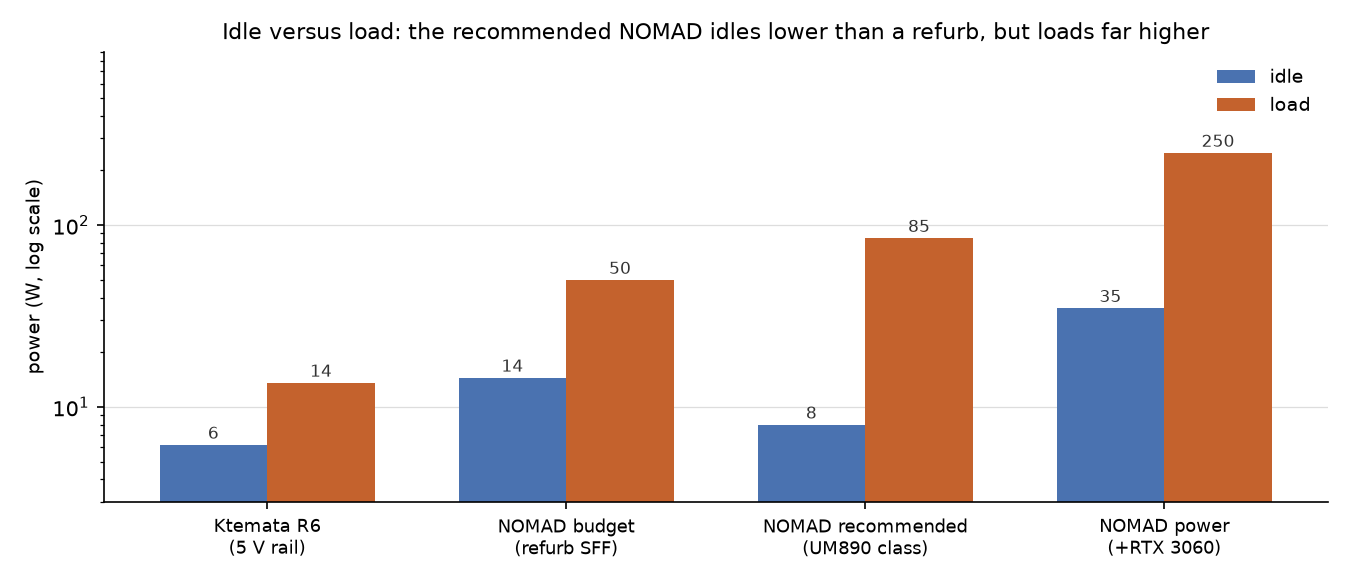 Idle versus load: the recommended NOMAD idles lower than a refurb, but loads far higher
idle
load
power (W, log scale)
10²
10¹
6
14
14
50
8
85
35
250
Ktemata R6
(5 V rail)
NOMAD budget
(refurb SFF)
NOMAD recommended
(UM890 class)
NOMAD power
(+RTX 3060)